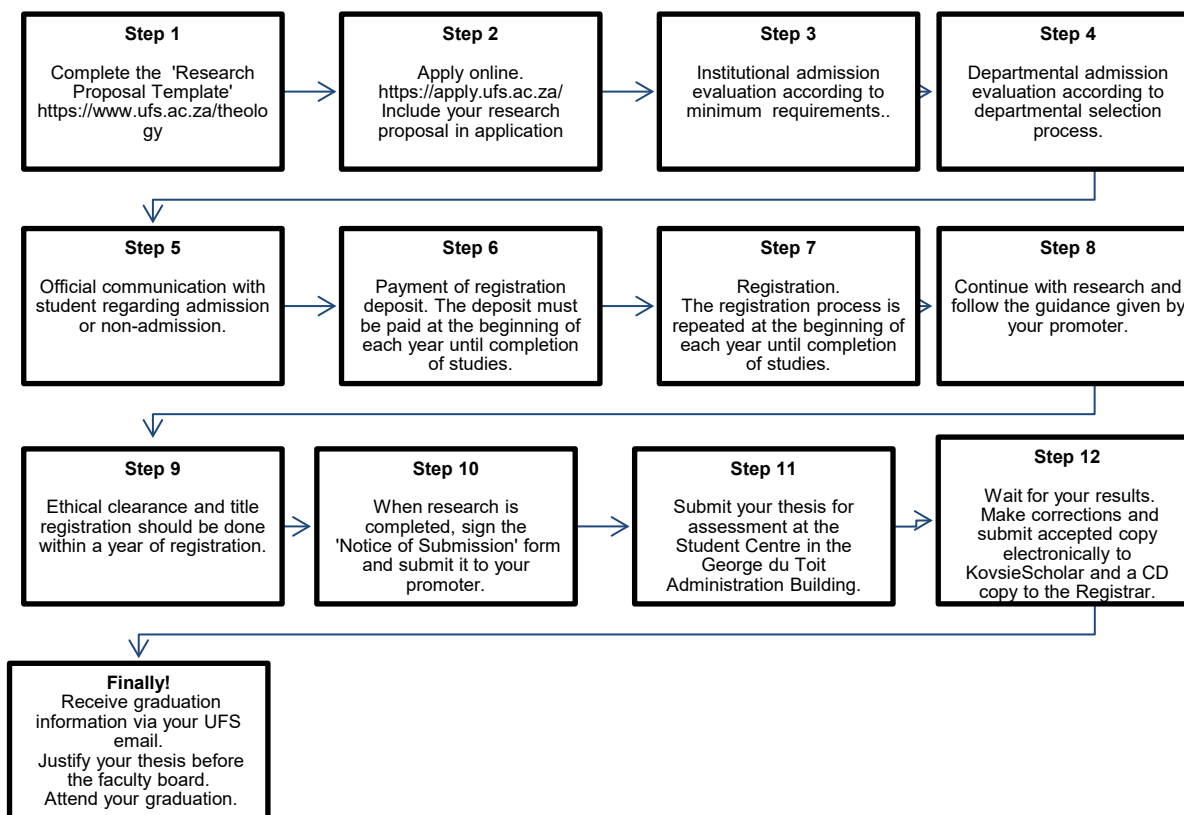 Step 1
Complete the 'Research
Proposal Template'
https://www.ufs.ac.za/theolo
gy
Step 2
Apply online.
https://apply.ufs.ac.za/
Include your research
proposal in application
Step 3
Institutional admission
evaluation according to
minimum requirements..
Step 4
Departmental admission
evaluation according to
departmental selection
process.
Step 5
Official communication with
student regarding admission
or non-admission.
Step 6
Payment of registration
deposit. The deposit must
be paid at the beginning of
each year until completion
of studies.
Step 7
Registration.
The registration process is
repeated at the beginning of
each year until completion
of studies.
Step 8
Continue with research and
follow the guidance given by
your promoter.
Step 9
Ethical clearance and title
registration should be done
within a year of registration.
Step 10
When research is
completed, sign the
'Notice of Submission' form
and submit it to your
promoter.
Step 11
Submit your thesis for
assessment at the
Student Centre in the
George du Toit
Administration Building.
Step 12
Wait for your results.
Make corrections and
submit accepted copy
electronically to
KovsieScholar and a CD
copy to the Registrar.
Finally!
Receive graduation
information via your UFS
email.
Justify your thesis before
the faculty board.
Attend your graduation.